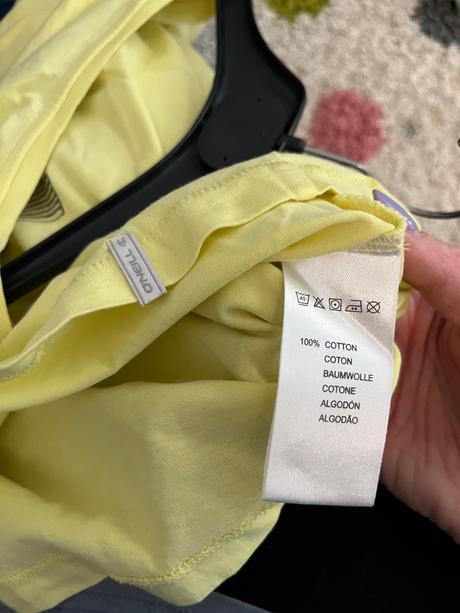 O'NEILL
40
100% COTTON
COTON
BAUMWOLLE
COTONE
ALGODÓN
ALGODÃO